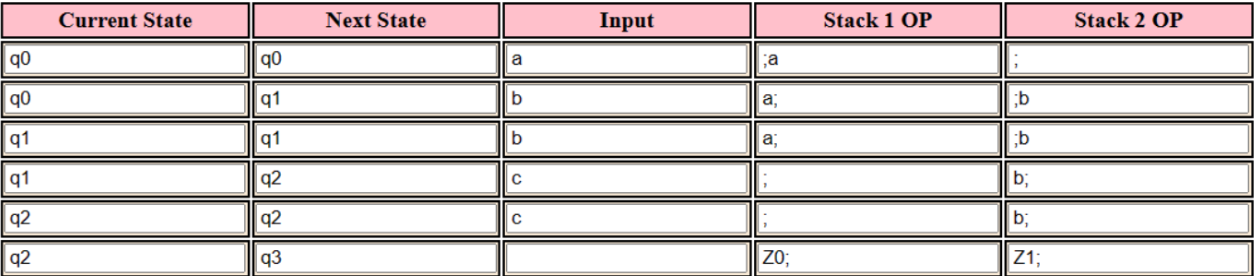 Current State Next State Input Stack 1 OP Stack 2 OP
q0 q0 a ;a ;
q0 q1 b a; ;b
q1 q1 b a; ;b
q1 q2 c ; b;
q2 q2 c ; b;
q2 q3 Z0; Z1;